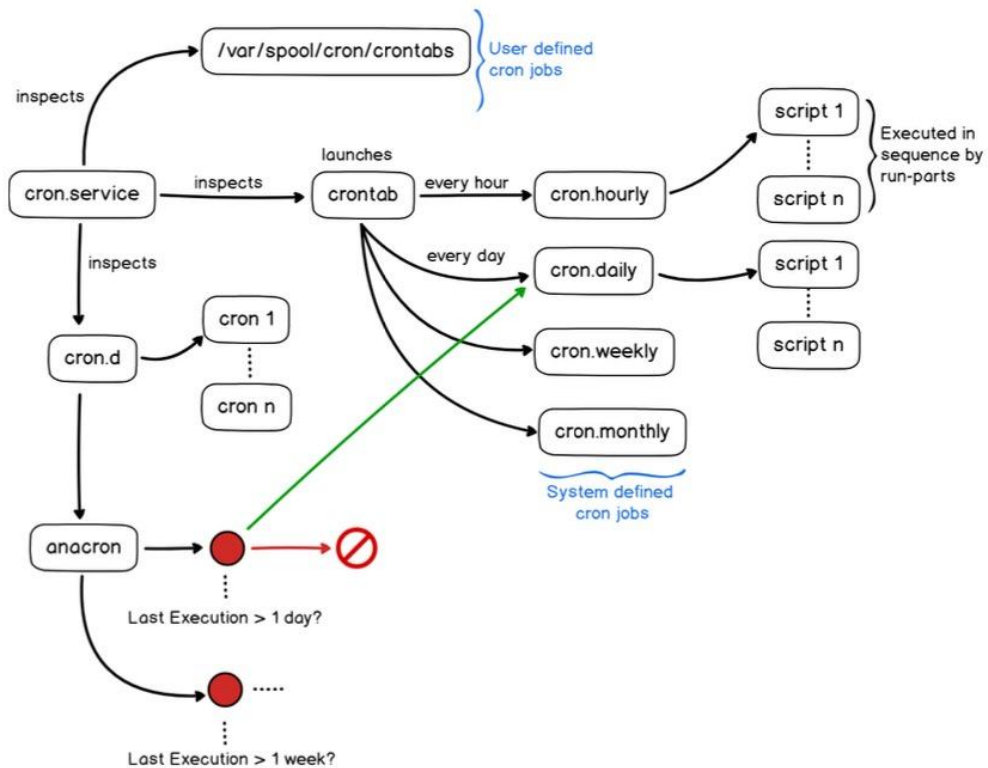 /var/spool/cron/crontabs
User defined
cron jobs
inspects
script 1
Executed in
sequence by
run-parts
launches
cron.service
inspects
crontab
every hour
cron.hourly
script n
inspects
every day
cron.daily
script 1
cron 1
cron.d
cron.weekly
script n
cron n
cron.monthly
System defined
cron jobs
anacron
Last Execution > 1 day?
Last Execution > 1 week?